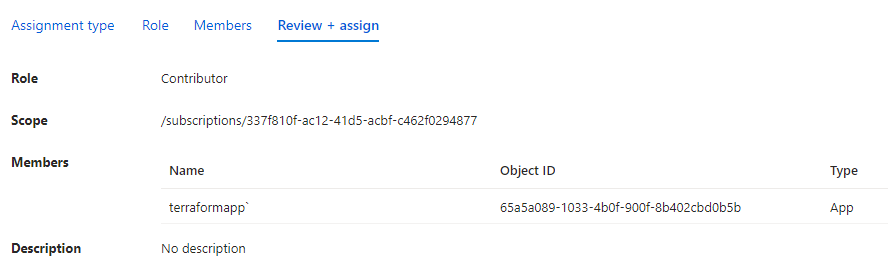 Assignment type Role Members Review + assign
Role Contributor
Scope /subscriptions/337f810f-ac12-41d5-acbf-c462f0294877
Members
Name Object ID Type
terraformapp` 65a5a089-1033-4b0f-900f-8b402cbd0b5b App
Description No description